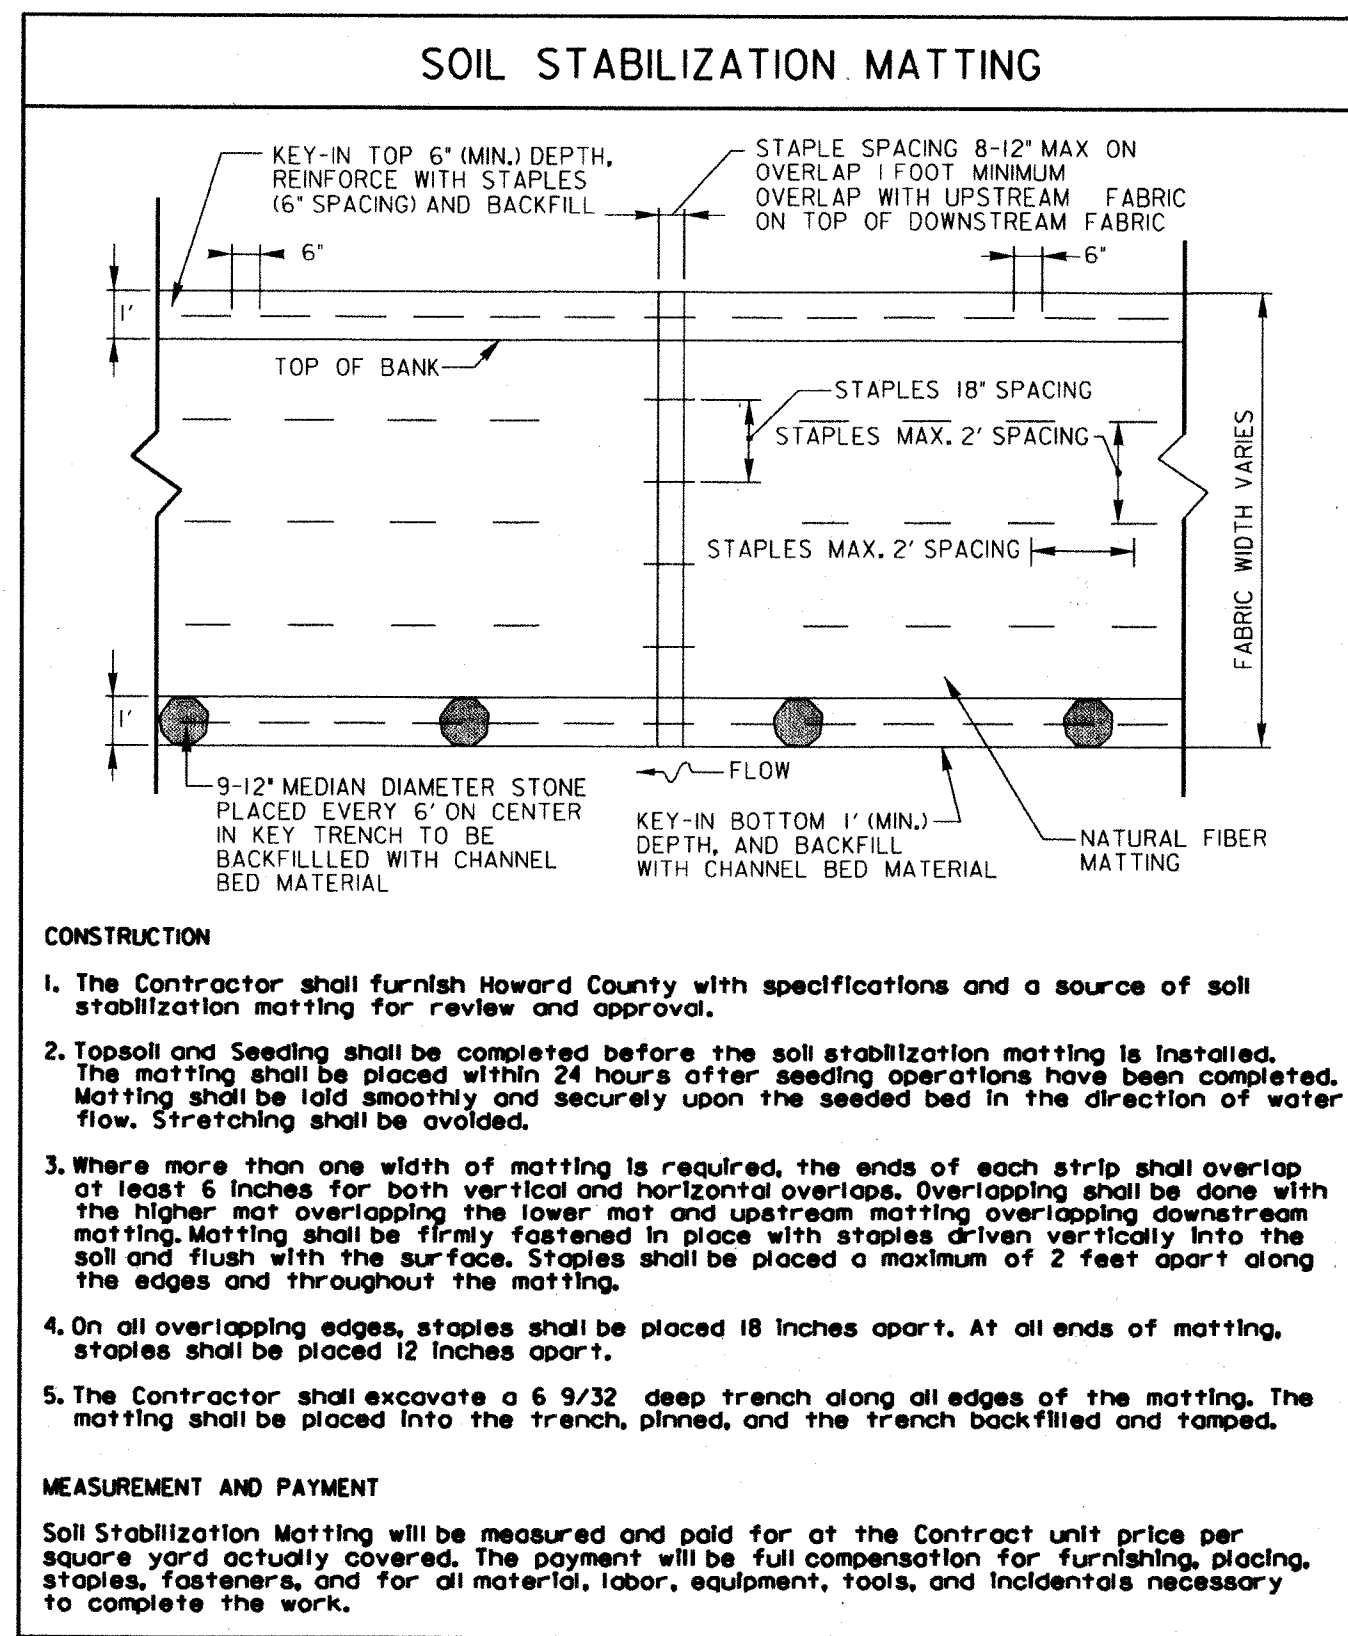 SOIL STABILIZATION MATTING
KEY-IN TOP 6" (MIN.) DEPTH,
REINFORCE WITH STAPLES
(6" SPACING) AND BACKFILL
STAPLE SPACING 8-12" MAX ON
OVERLAP 1 FOOT MINIMUM
OVERLAP WITH UPSTREAM FABRIC
ON TOP OF DOWNSTREAM FABRIC
6"
6"
1'
TOP OF BANK
STAPLES 18" SPACING
STAPLES MAX. 2' SPACING
STAPLES MAX. 2' SPACING
FABRIC WIDTH VARIES
1'
FLOW
9-12" MEDIAN DIAMETER STONE
PLACED EVERY 6' ON CENTER
IN KEY TRENCH TO BE
BACKFILLLED WITH CHANNEL
BED MATERIAL
KEY-IN BOTTOM 1' (MIN.)
DEPTH, AND BACKFILL
WITH CHANNEL BED MATERIAL
NATURAL FIBER
MATTING
CONSTRUCTION
1. The Contractor shall furnish Howard County with specifications and a source of soil
stabilization matting for review and approval.
2. Topsoil and Seeding shall be completed before the soil stabilization matting is installed.
The matting shall be placed within 24 hours after seeding operations have been completed.
Matting shall be laid smoothly and securely upon the seeded bed in the direction of water
flow. Stretching shall be avoided.
3. Where more than one width of matting is required, the ends of each strip shall overlap
at least 6 inches for both vertical and horizontal overlaps. Overlapping shall be done with
the higher mat overlapping the lower mat and upstream matting overlapping downstream
matting. Matting shall be firmly fastened in place with staples driven vertically into the
soil and flush with the surface. Staples shall be placed a maximum of 2 feet apart along
the edges and throughout the matting.
4. On all overlapping edges, staples shall be placed 18 inches apart. At all ends of matting,
staples shall be placed 12 inches apart.
5. The Contractor shall excavate a 6 9/32 deep trench along all edges of the matting. The
matting shall be placed into the trench, pinned, and the trench backfilled and tamped.
MEASUREMENT AND PAYMENT
Soil Stabilization Matting will be measured and paid for at the Contract unit price per
square yard actually covered. The payment will be full compensation for furnishing, placing,
staples, fasteners, and for all material, labor, equipment, tools, and incidentals necessary
to complete the work.